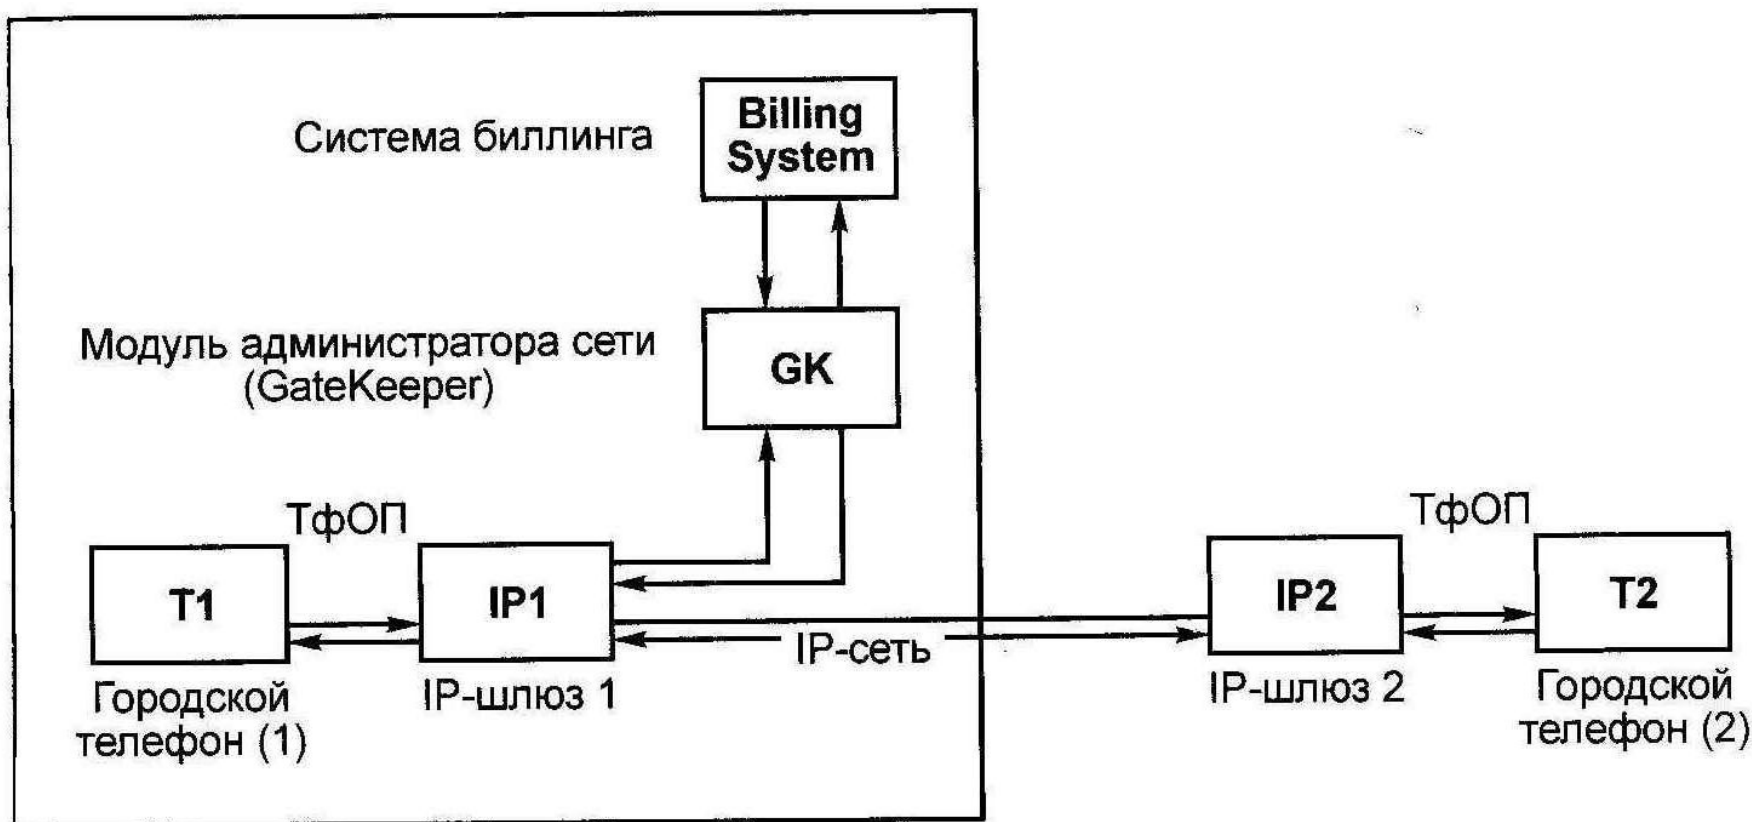 Система биллинга
Billing
System
Модуль администратора сети
(GateKeeper)
GK
ТфОП
ТфОП
T1
IP1
IP2
T2
IP-сеть
Городской
телефон (1)
IP-шлюз 1
IP-шлюз 2
Городской
телефон (2)